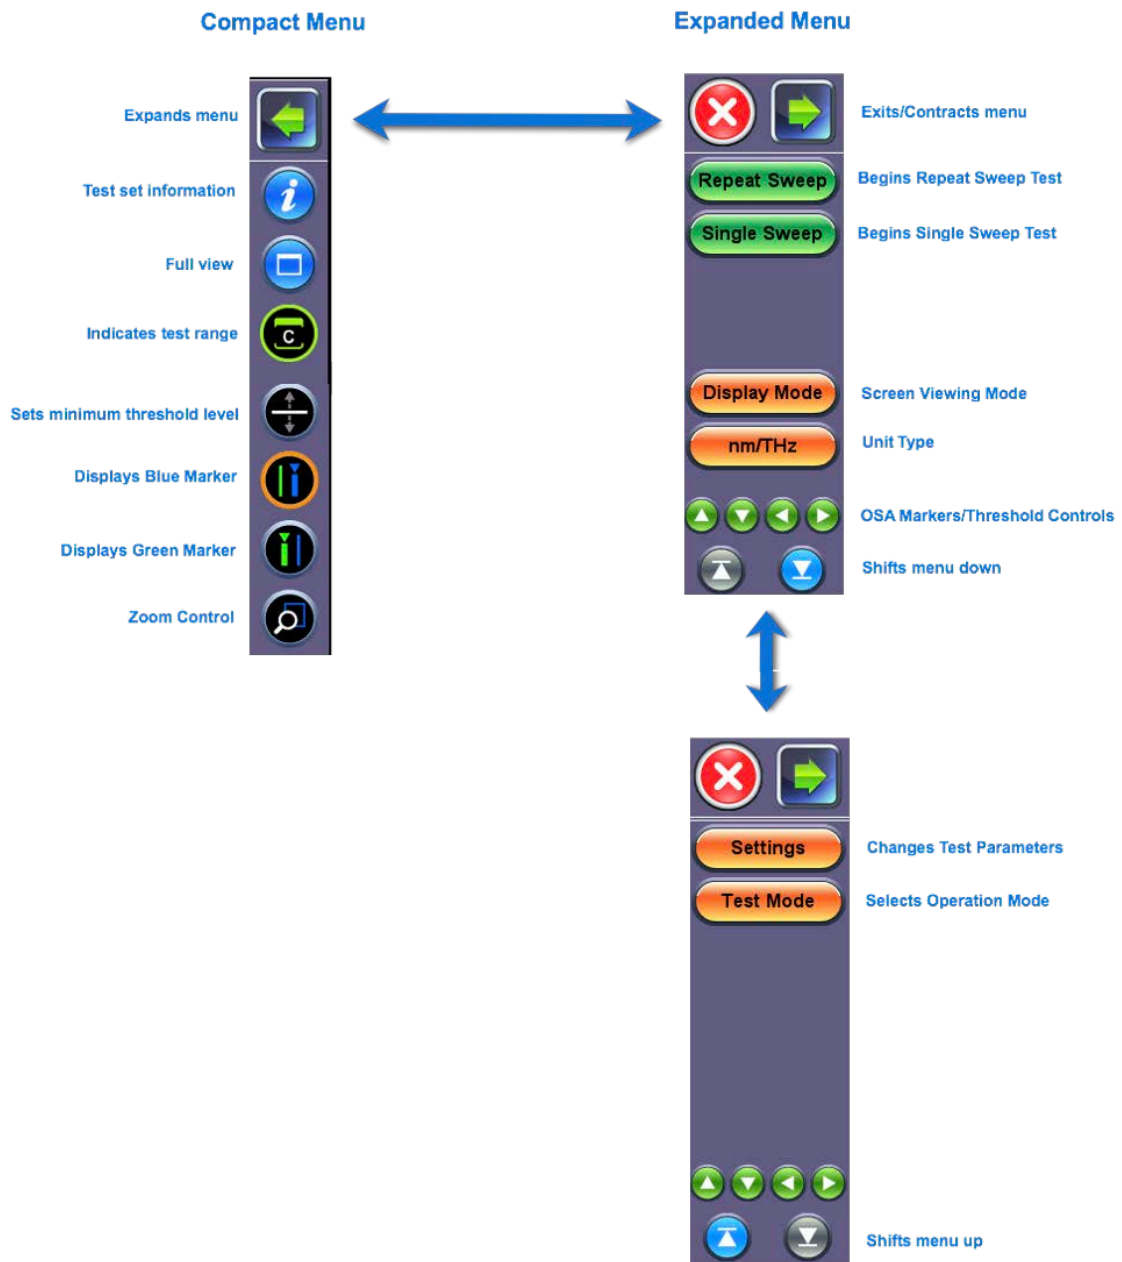 Compact Menu
Expanded Menu
Expands menu
Test set information
Full view
Indicates test range
C
Sets minimum threshold level
Displays Blue Marker
Displays Green Marker
Zoom Control
Exits/Contracts menu
Repeat Sweep
Begins Repeat Sweep Test
Single Sweep
Begins Single Sweep Test
Display Mode
Screen Viewing Mode
nm/THz
Unit Type
OSA Markers/Threshold Controls
Shifts menu down
Settings
Changes Test Parameters
Test Mode
Selects Operation Mode
Shifts menu up